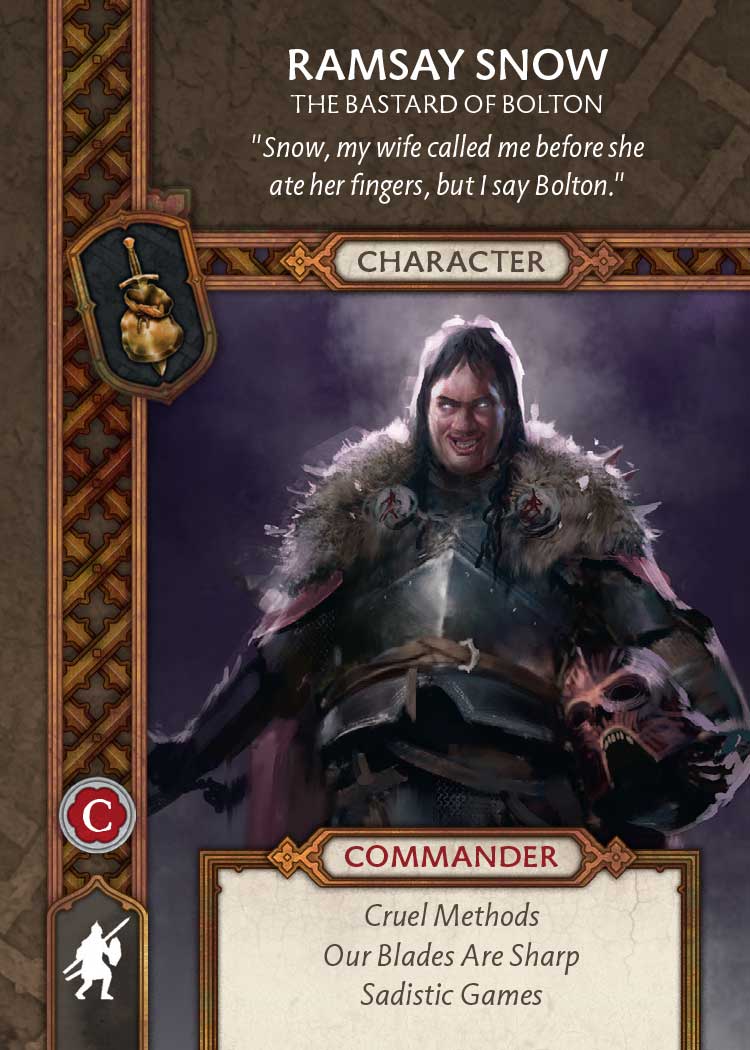 RAMSAY SNOW
THE BASTARD OF BOLTON
"Snow, my wife called me before she
ate her fingers, but I say Bolton."
CHARACTER
C
COMMANDER
Cruel Methods
Our Blades Are Sharp
Sadistic Games